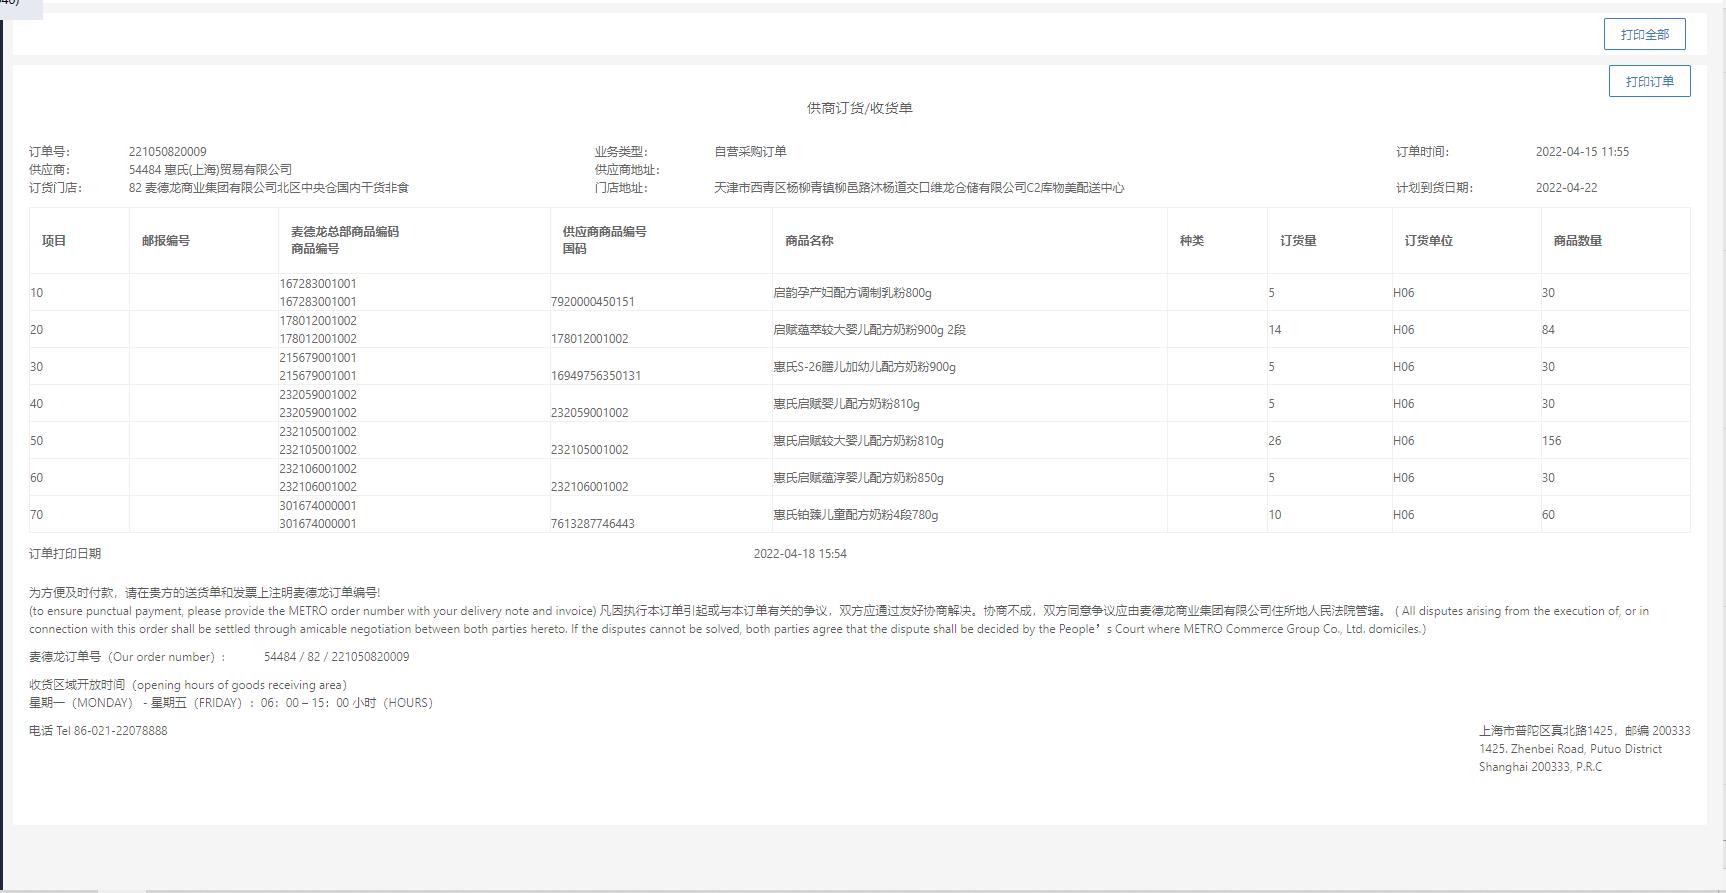 打印全部
打印订单
供商订货/收货单
订单号： 221050820009 业务类型： 自营采购订单 订单时间： 2022-04-15 11:55
供应商： 54484 惠氏(上海)贸易有限公司 供应商地址：
订货门店： 82 麦德龙商业集团有限公司北区中央仓国内干货非食 门店地址： 天津市西青区杨柳青镇柳邑路沐杨道交口维龙仓储有限公司C2库物美配送中心 计划到货日期： 2022-04-22
项目 邮报编号 麦德龙总部商品编码 商品编号 供应商商品编号 国码 商品名称 种类 订货量 订货单位 商品数量
10 167283001001 167283001001 7920000450151 启韵孕产妇配方调制乳粉800g 5 H06 30
20 178012001002 178012001002 178012001002 启赋蕴萃较大婴儿配方奶粉900g 2段 14 H06 84
30 215679001001 215679001001 16949756350131 惠氏S-26膳儿加幼儿配方奶粉900g 5 H06 30
40 232059001002 232059001002 232059001002 惠氏启赋婴儿配方奶粉810g 5 H06 30
50 232105001002 232105001002 232105001002 惠氏启赋较大婴儿配方奶粉810g 26 H06 156
60 232106001002 232106001002 232106001002 惠氏启赋蕴淳婴儿配方奶粉850g 5 H06 30
70 301674000001 301674000001 7613287746443 惠氏铂臻儿童配方奶粉4段780g 10 H06 60
订单打印日期 2022-04-18 15:54
为方便及时付款，请在贵方的送货单和发票上注明麦德龙订单编号!
(to ensure punctual payment, please provide the METRO order number with your delivery note and invoice) 凡因执行本订单引起或与本订单有关的争议，双方应通过友好协商解决。协商不成，双方同意争议应由麦德龙商业集团有限公司住所地人民法院管辖。 ( All disputes arising from the execution of, or in
connection with this order shall be settled through amicable negotiation between both parties hereto. If the disputes cannot be solved, both parties agree that the dispute shall be decided by the People’s Court where METRO Commerce Group Co., Ltd. domiciles.)
麦德龙订单号（Our order number）： 54484 / 82 / 221050820009
收货区域开放时间（opening hours of goods receiving area）
星期一（MONDAY） - 星期五（FRIDAY）：06：00 – 15：00 小时（HOURS）
电话 Tel 86-021-22078888
上海市普陀区真北路1425，邮编 200333
1425. Zhenbei Road, Putuo District
Shanghai 200333, P.R.C